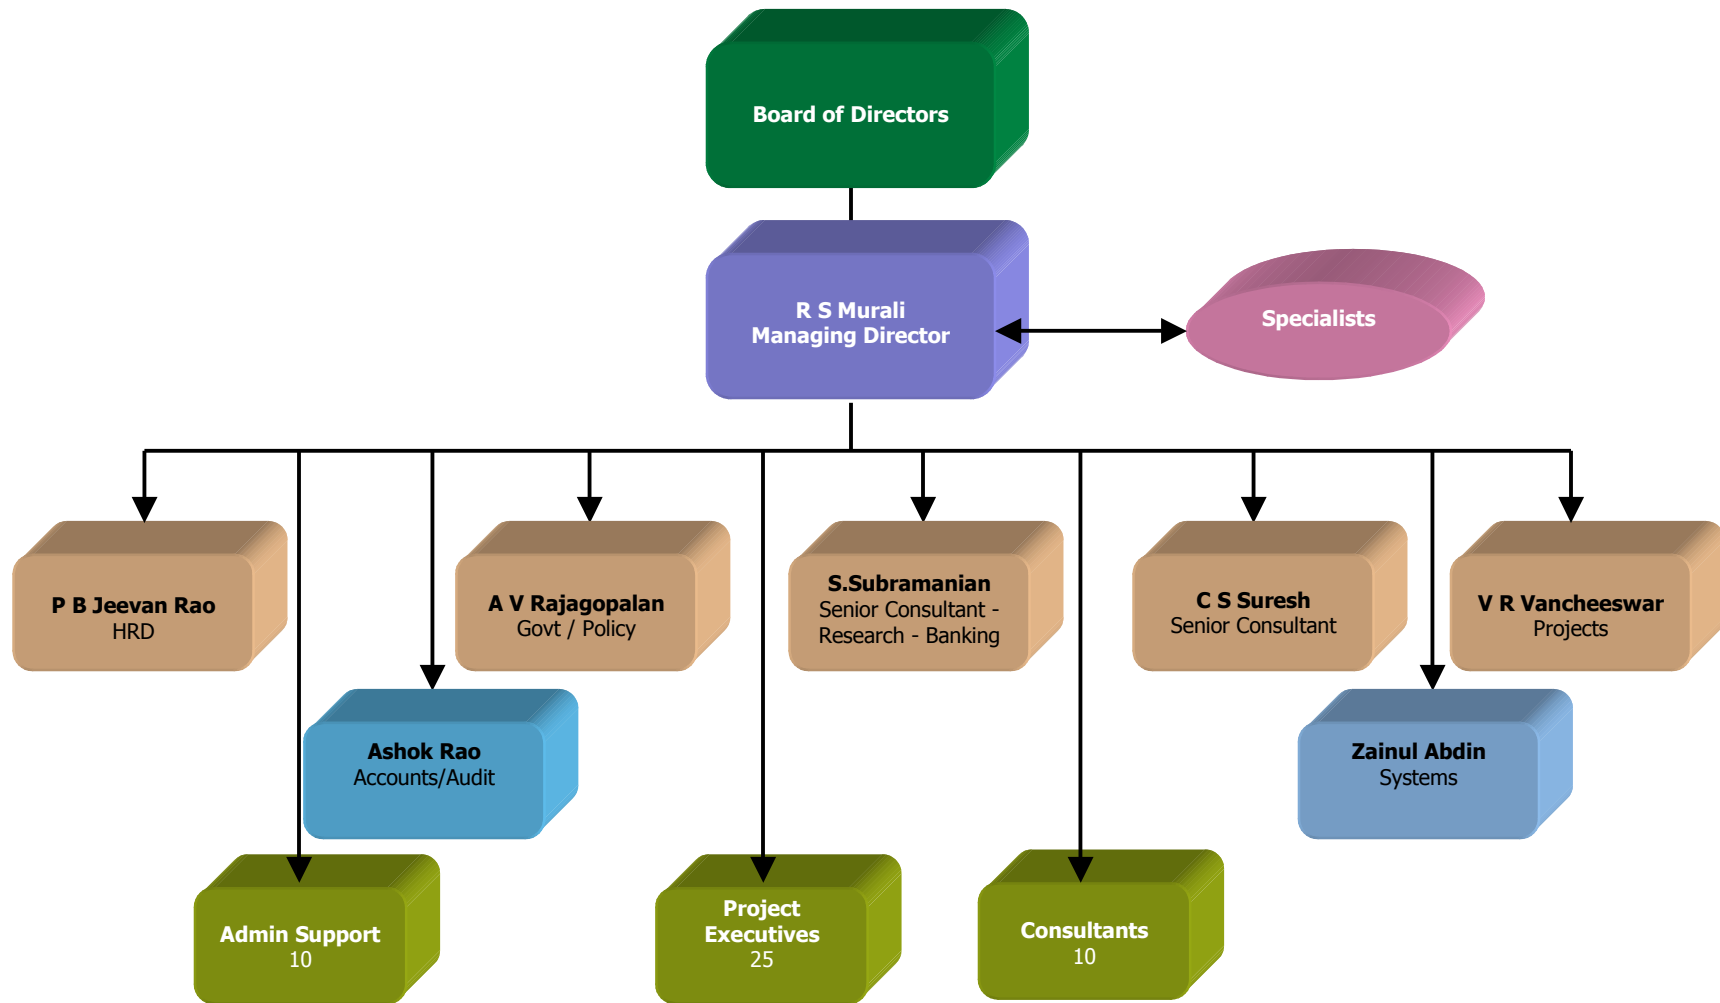 Board of Directors
R S Murali
Managing Director
Specialists
P B Jeevan Rao
HRD
A V Rajagopalan
Govt / Policy
S.Subramanian
Senior Consultant -
Research - Banking
C S Suresh
Senior Consultant
V R Vancheeswar
Projects
Ashok Rao
Accounts/Audit
Zainul Abdin
Systems
Admin Support
10
Project
Executives
25
Consultants
10